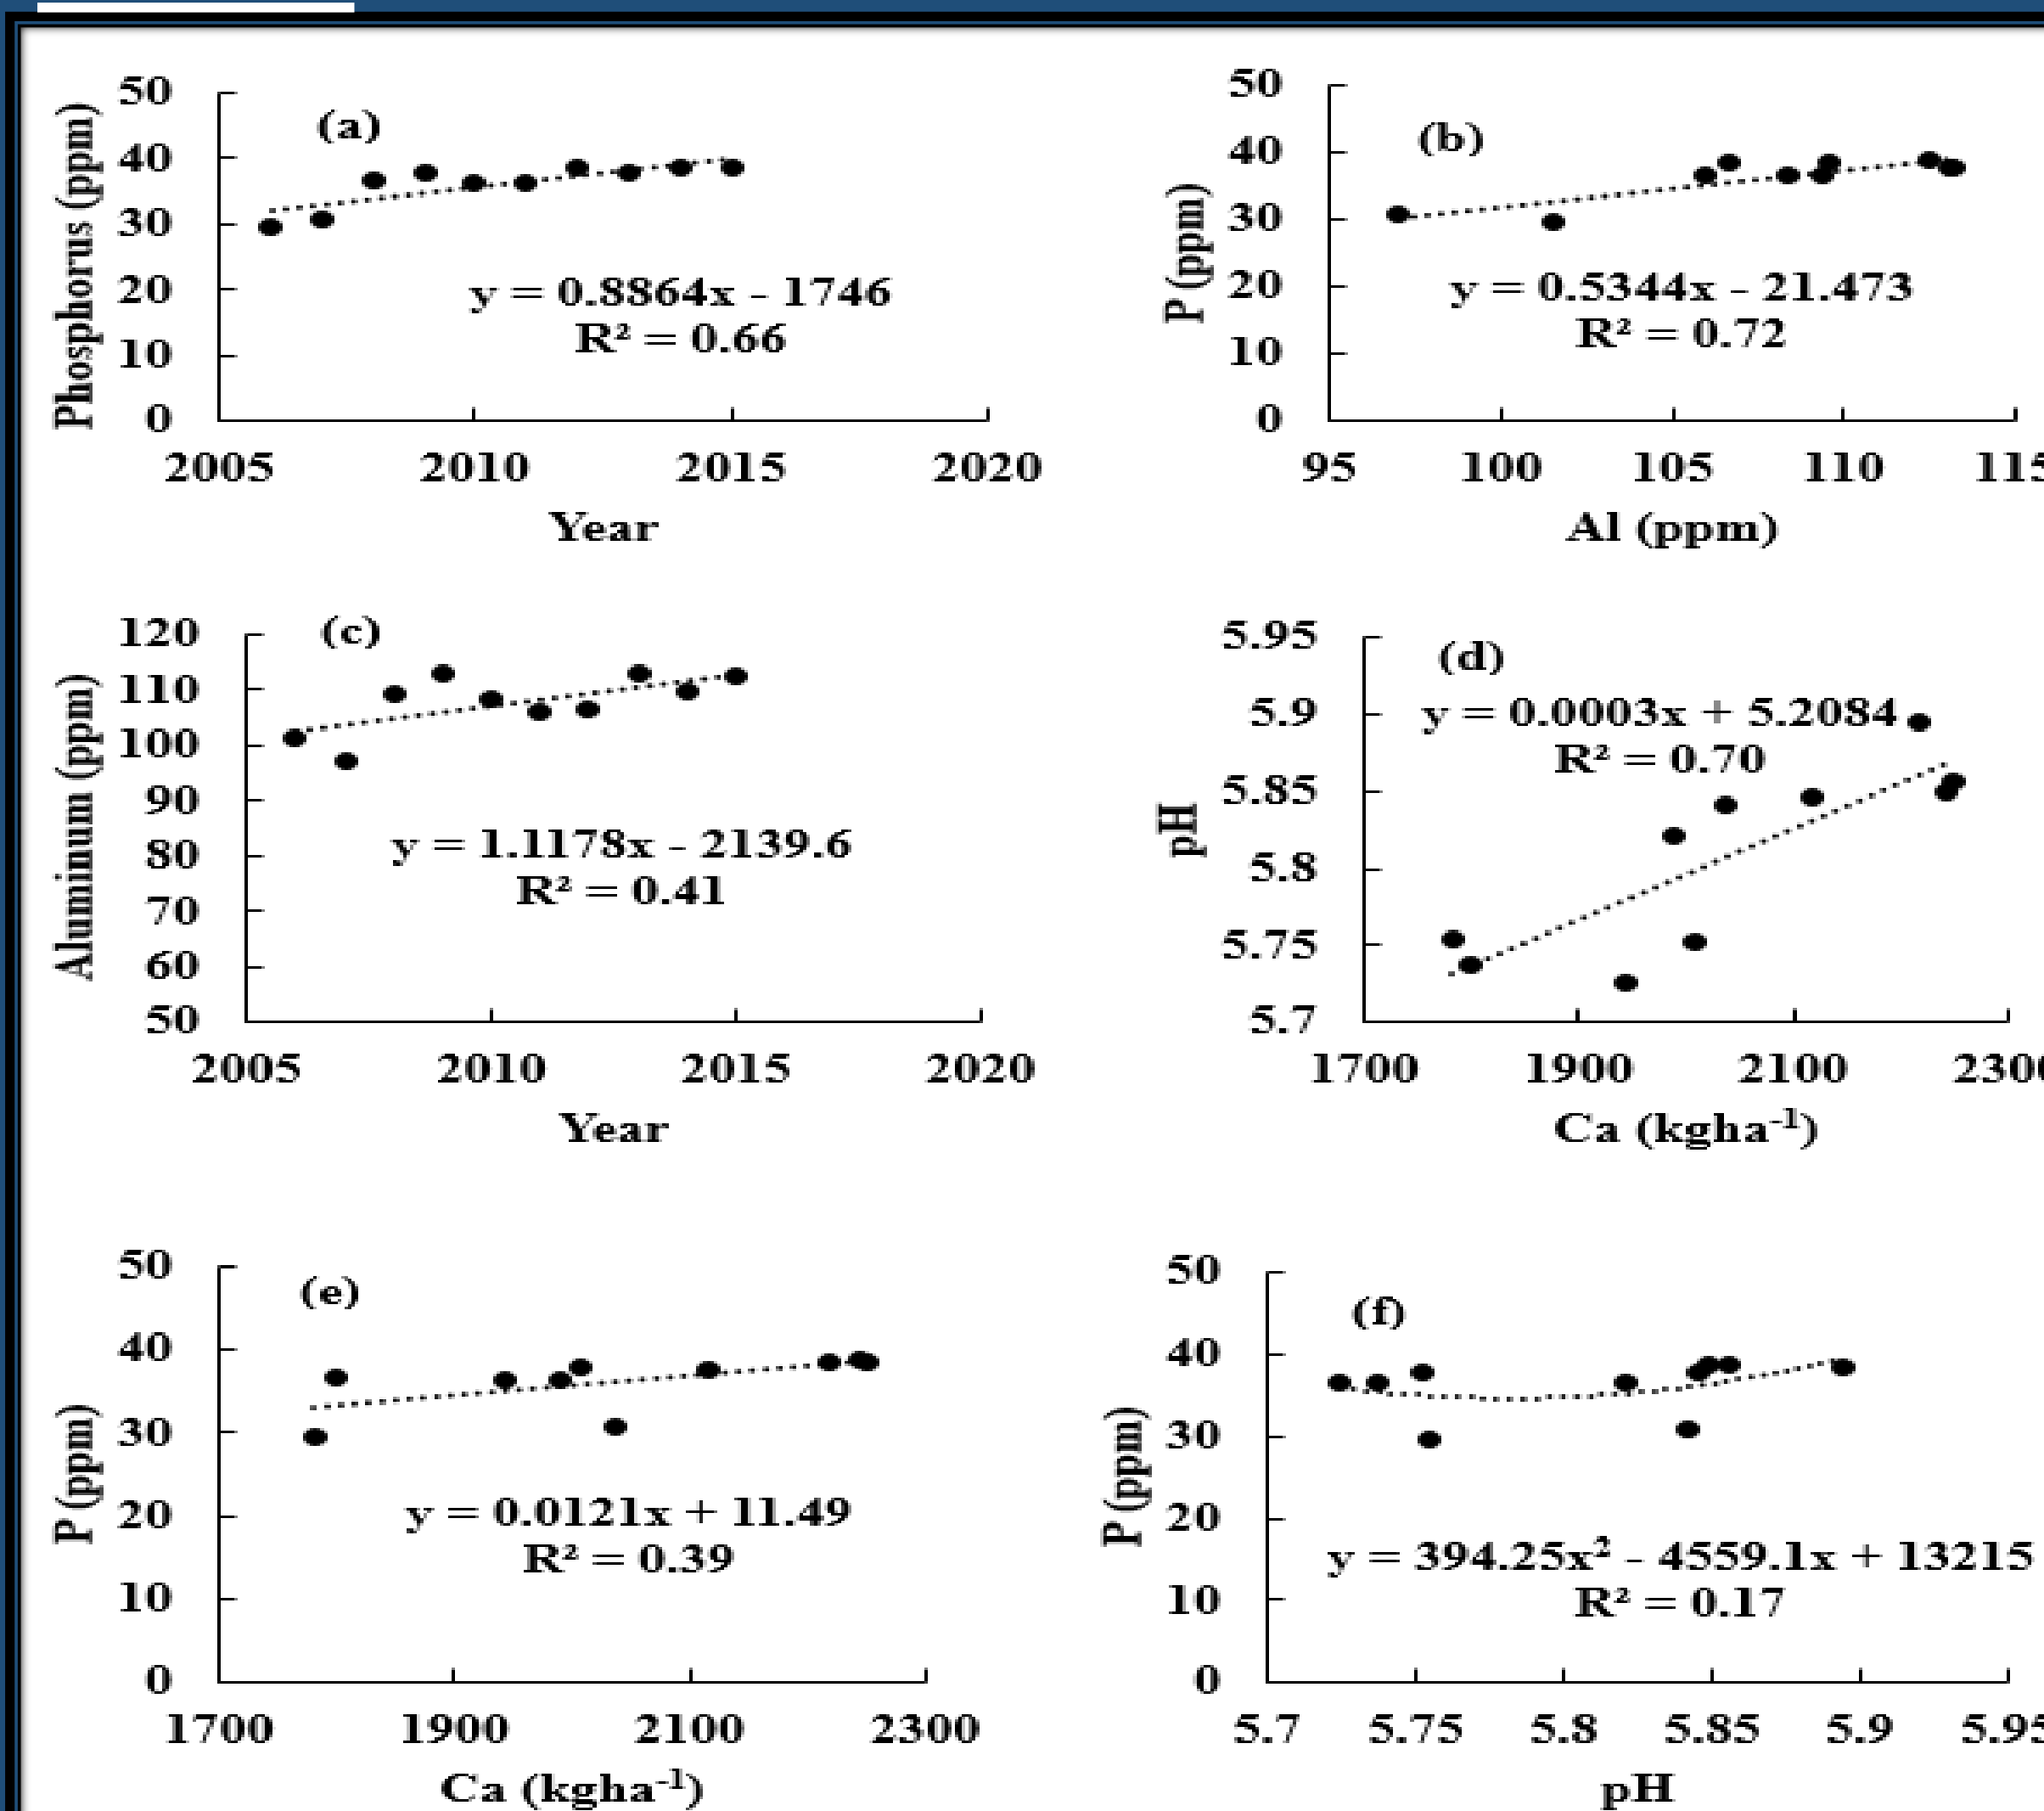 (a)
Phosphorus (ppm)
50
40
30
20
10
0
y = 0.8864x - 1746
R² = 0.66
2005 2010 2015 2020
Year
(b)
P (ppm)
50
40
30
20
10
0
y = 0.5344x - 21.473
R² = 0.72
95 100 105 110 115
Al (ppm)
(c)
Aluminum (ppm)
120
110
100
90
80
70
60
50
y = 1.1178x - 2139.6
R² = 0.41
2005 2010 2015 2020
Year
(d)
pH
5.95
5.9
5.85
5.8
5.75
5.7
y = 0.0003x + 5.2084
R² = 0.70
1700 1900 2100 2300
Ca (kgha⁻¹)
(e)
P (ppm)
50
40
30
20
10
0
y = 0.0121x + 11.49
R² = 0.39
1700 1900 2100 2300
Ca (kgha⁻¹)
(f)
P (ppm)
50
40
30
20
10
0
y = 394.25x² - 4559.1x + 13215
R² = 0.17
5.7 5.75 5.8 5.85 5.9 5.95
pH